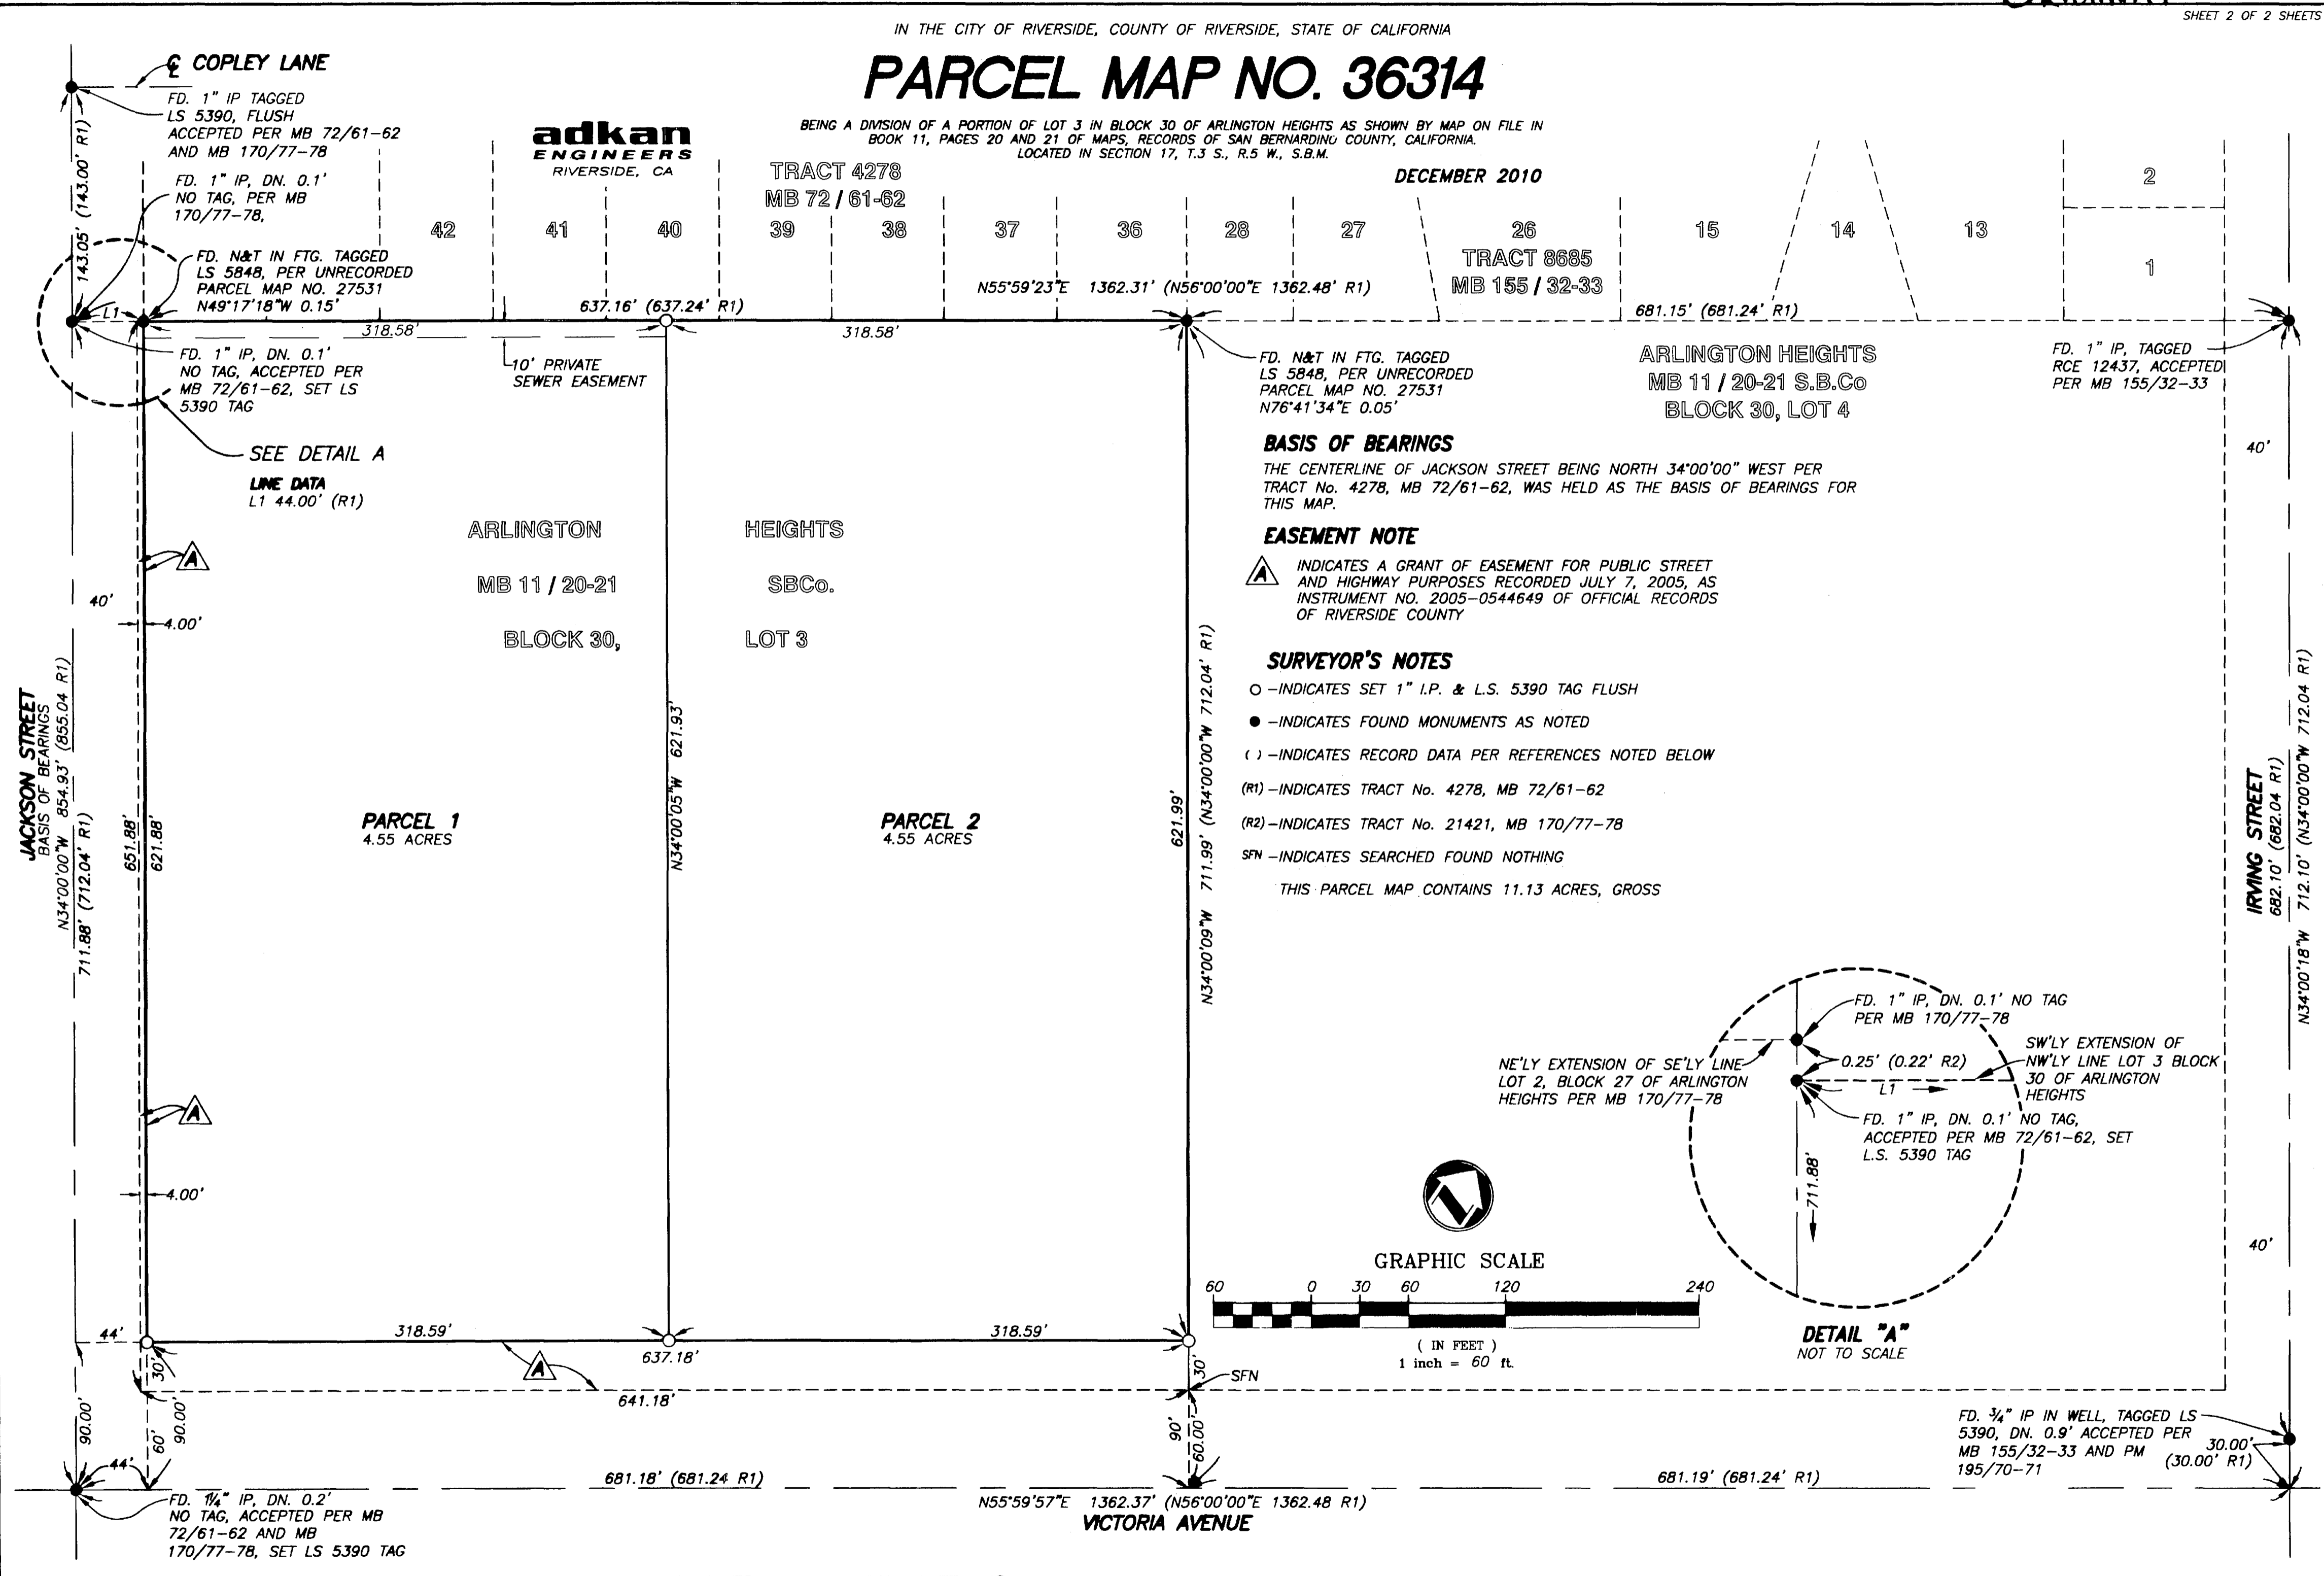 SHEET 2 OF 2 SHEETS
IN THE CITY OF RIVERSIDE, COUNTY OF RIVERSIDE, STATE OF CALIFORNIA
PARCEL MAP NO. 36314
BEING A DIVISION OF A PORTION OF LOT 3 IN BLOCK 30 OF ARLINGTON HEIGHTS AS SHOWN BY MAP ON FILE IN
BOOK 11, PAGES 20 AND 21 OF MAPS, RECORDS OF SAN BERNARDINO COUNTY, CALIFORNIA.
LOCATED IN SECTION 17, T.3 S., R.5 W., S.B.M.
DECEMBER 2010
adkan
ENGINEERS
RIVERSIDE, CA
℄ COPLEY LANE
FD. 1" IP TAGGED
LS 5390, FLUSH
ACCEPTED PER MB 72/61-62
AND MB 170/77-78
143.05' (143.00' R1)
FD. 1" IP, DN. 0.1'
NO TAG, PER MB
170/77-78,
FD. N&T IN FTG. TAGGED
LS 5848, PER UNRECORDED
PARCEL MAP NO. 27531
N49°17'18"W 0.15'
TRACT 4278
MB 72 / 61-62
42
41
40
39
38
37
36
28
27
26
TRACT 8685
MB 155 / 32-33
15
14
13
2
1
N55°59'23"E 1362.31' (N56°00'00"E 1362.48' R1)
L1
637.16' (637.24' R1)
318.58'
318.58'
681.15' (681.24' R1)
FD. 1" IP, DN. 0.1'
NO TAG, ACCEPTED PER
MB 72/61-62, SET LS
5390 TAG
10' PRIVATE
SEWER EASEMENT
FD. N&T IN FTG. TAGGED
LS 5848, PER UNRECORDED
PARCEL MAP NO. 27531
N76°41'34"E 0.05'
ARLINGTON HEIGHTS
MB 11 / 20-21 S.B.Co
BLOCK 30, LOT 4
FD. 1" IP, TAGGED
RCE 12437, ACCEPTED
PER MB 155/32-33
SEE DETAIL A
LINE DATA
L1 44.00' (R1)
BASIS OF BEARINGS
THE CENTERLINE OF JACKSON STREET BEING NORTH 34°00'00" WEST PER
TRACT No. 4278, MB 72/61-62, WAS HELD AS THE BASIS OF BEARINGS FOR
THIS MAP.
EASEMENT NOTE
A
INDICATES A GRANT OF EASEMENT FOR PUBLIC STREET
AND HIGHWAY PURPOSES RECORDED JULY 7, 2005, AS
INSTRUMENT NO. 2005-0544649 OF OFFICIAL RECORDS
OF RIVERSIDE COUNTY
SURVEYOR'S NOTES
○ -INDICATES SET 1" I.P. & L.S. 5390 TAG FLUSH
● -INDICATES FOUND MONUMENTS AS NOTED
( ) -INDICATES RECORD DATA PER REFERENCES NOTED BELOW
(R1) -INDICATES TRACT No. 4278, MB 72/61-62
(R2) -INDICATES TRACT No. 21421, MB 170/77-78
SFN -INDICATES SEARCHED FOUND NOTHING
THIS PARCEL MAP CONTAINS 11.13 ACRES, GROSS
ARLINGTON HEIGHTS
MB 11 / 20-21 SBCo.
BLOCK 30, LOT 3
A
40'
4.00'
JACKSON STREET
BASIS OF BEARINGS
N34°00'00"W 854.93' (855.04 R1)
711.88' (712.04' R1)
651.88'
621.88'
PARCEL 1
4.55 ACRES
N34°00'05"W 621.93'
PARCEL 2
4.55 ACRES
621.99'
N34°00'09"W 711.99' (N34°00'00"W 712.04' R1)
40'
IRVING STREET
682.10' (682.04 R1)
N34°00'18"W 712.10' (N34°00'00"W 712.04 R1)
40'
A
4.00'
FD. 1" IP, DN. 0.1' NO TAG
PER MB 170/77-78
NE'LY EXTENSION OF SE'LY LINE
LOT 2, BLOCK 27 OF ARLINGTON
HEIGHTS PER MB 170/77-78
0.25' (0.22' R2)
L1
SW'LY EXTENSION OF
NW'LY LINE LOT 3 BLOCK
30 OF ARLINGTON
HEIGHTS
FD. 1" IP, DN. 0.1' NO TAG,
ACCEPTED PER MB 72/61-62, SET
L.S. 5390 TAG
711.88'
DETAIL "A"
NOT TO SCALE
GRAPHIC SCALE
60 0 30 60 120 240
( IN FEET )
1 inch = 60 ft.
44'
318.59'
318.59'
637.18'
A
30'
30'
SFN
641.18'
90.00'
60'
90.00'
90'
60.00'
44'
681.18' (681.24 R1)
681.19' (681.24' R1)
FD. 3/4" IP IN WELL, TAGGED LS
5390, DN. 0.9' ACCEPTED PER
MB 155/32-33 AND PM
195/70-71
30.00'
(30.00' R1)
FD. 1¼" IP, DN. 0.2'
NO TAG, ACCEPTED PER MB
72/61-62 AND MB
170/77-78, SET LS 5390 TAG
N55°59'57"E 1362.37' (N56°00'00"E 1362.48 R1)
VICTORIA AVENUE